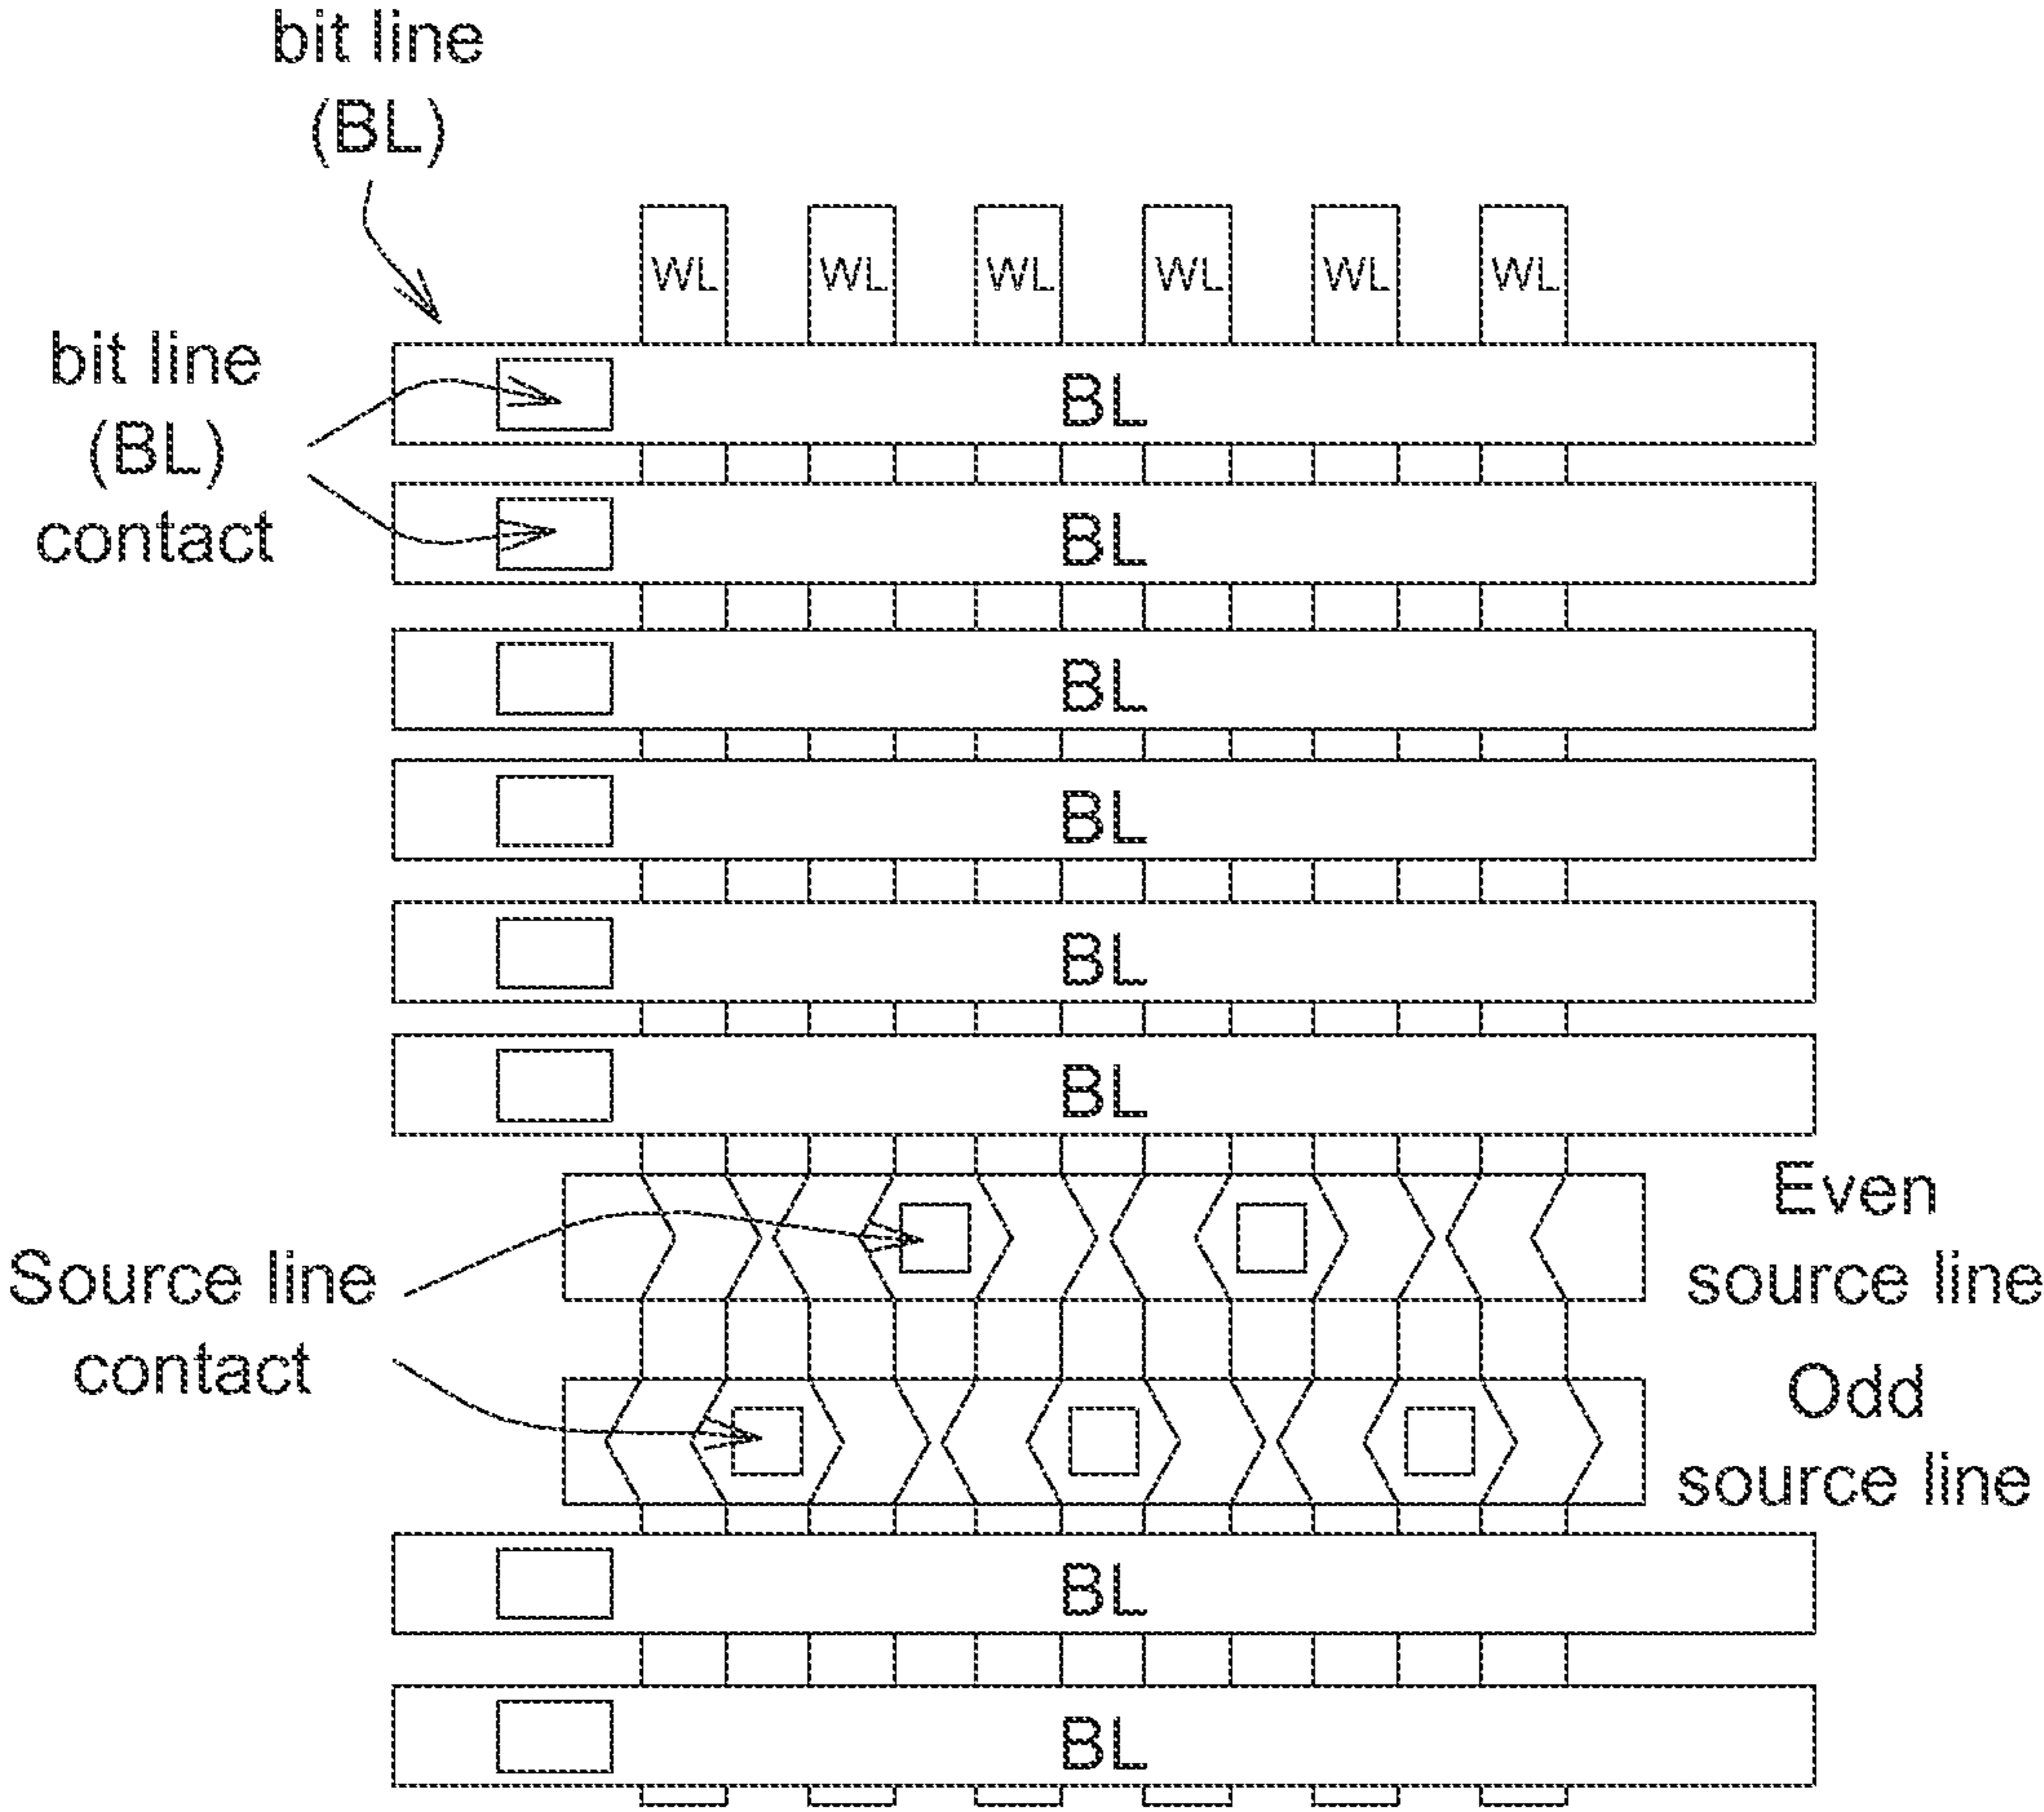 bit line
(BL)
WL WL WL WL WL WL
bit line
(BL)
contact
BL
BL
BL
BL
BL
BL
Even
source line
Source line
contact
Odd
source line
BL
BL